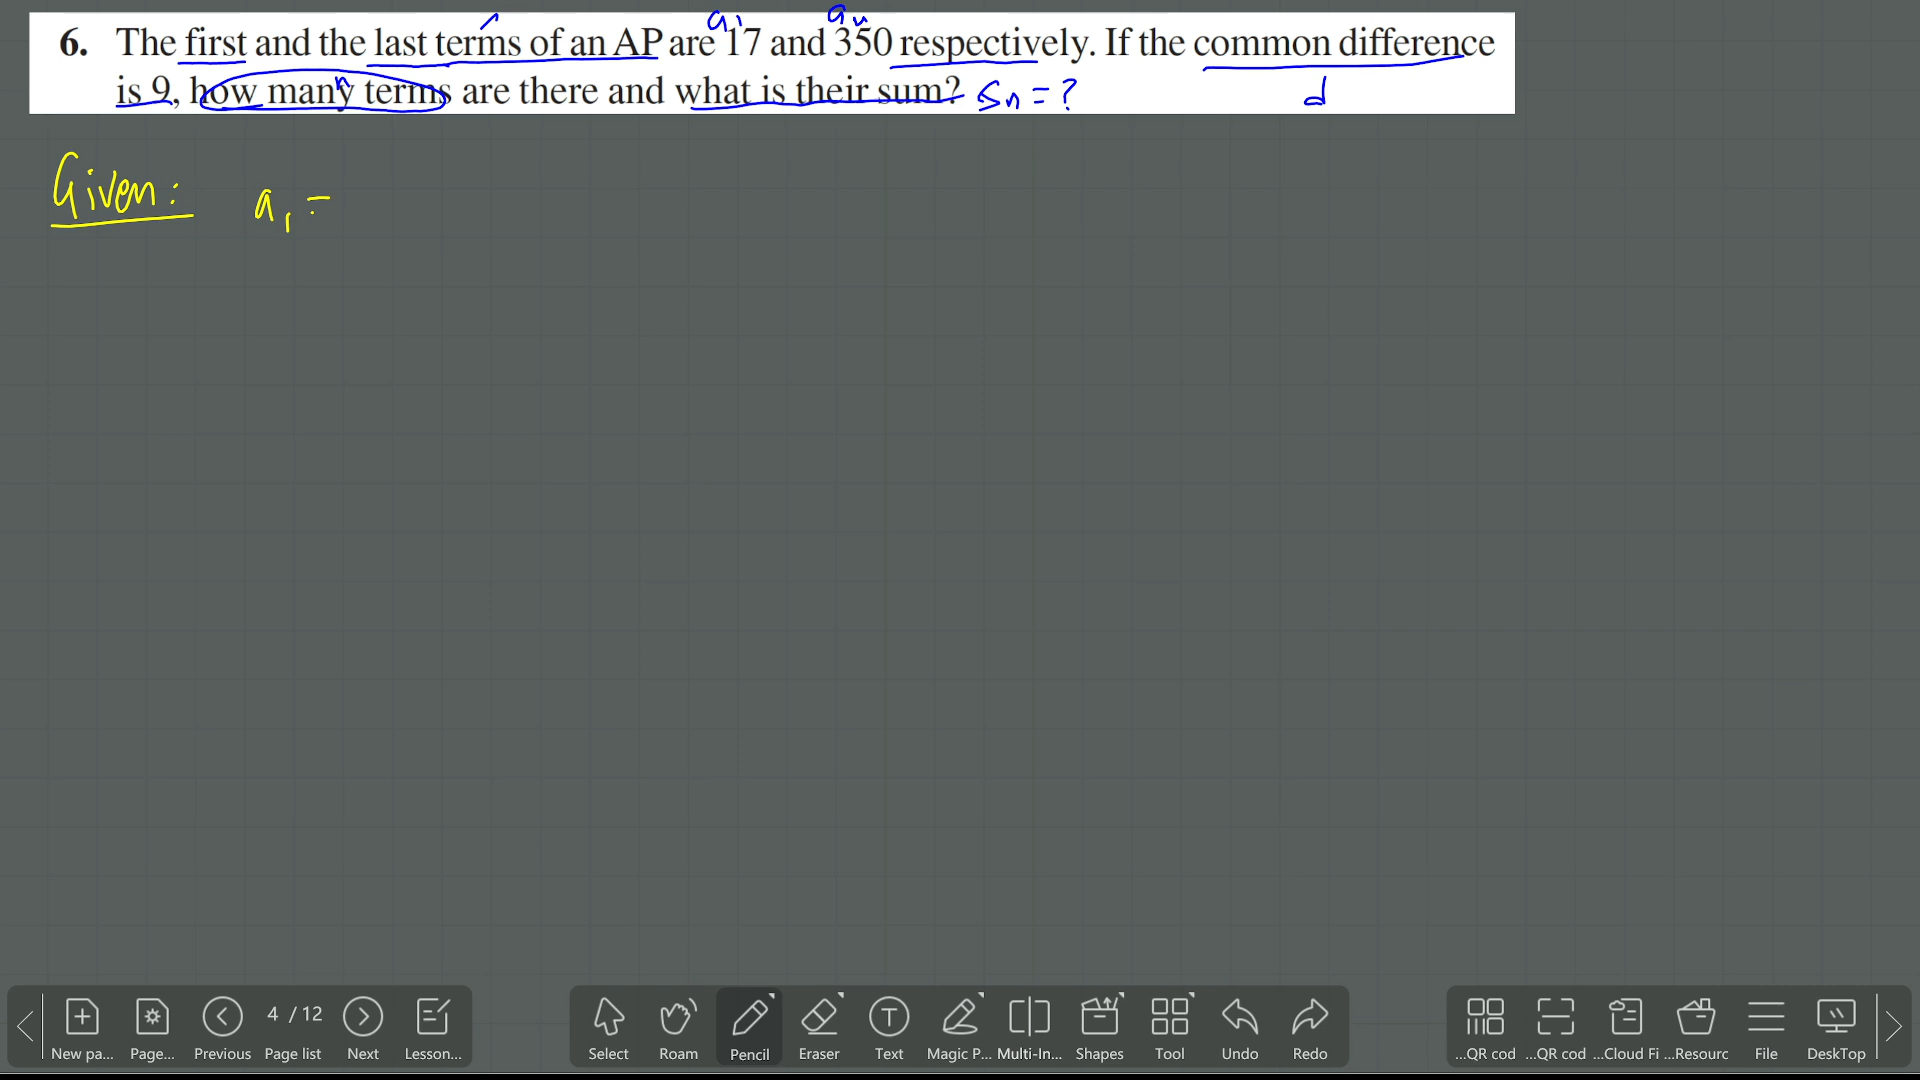 a₁ aₙ
6. The first and the last terms of an AP are 17 and 350 respectively. If the common difference
is 9, how many terms are there and what is their sum? Sn = ?
n d
Given: a₁ =
4 / 12
New pa... Page... Previous Page list Next Lesson... Select Roam Pencil Eraser Text Magic P... Multi-In... Shapes Tool Undo Redo ...QR cod ...QR cod ...Cloud Fi ...Resourc File DeskTop